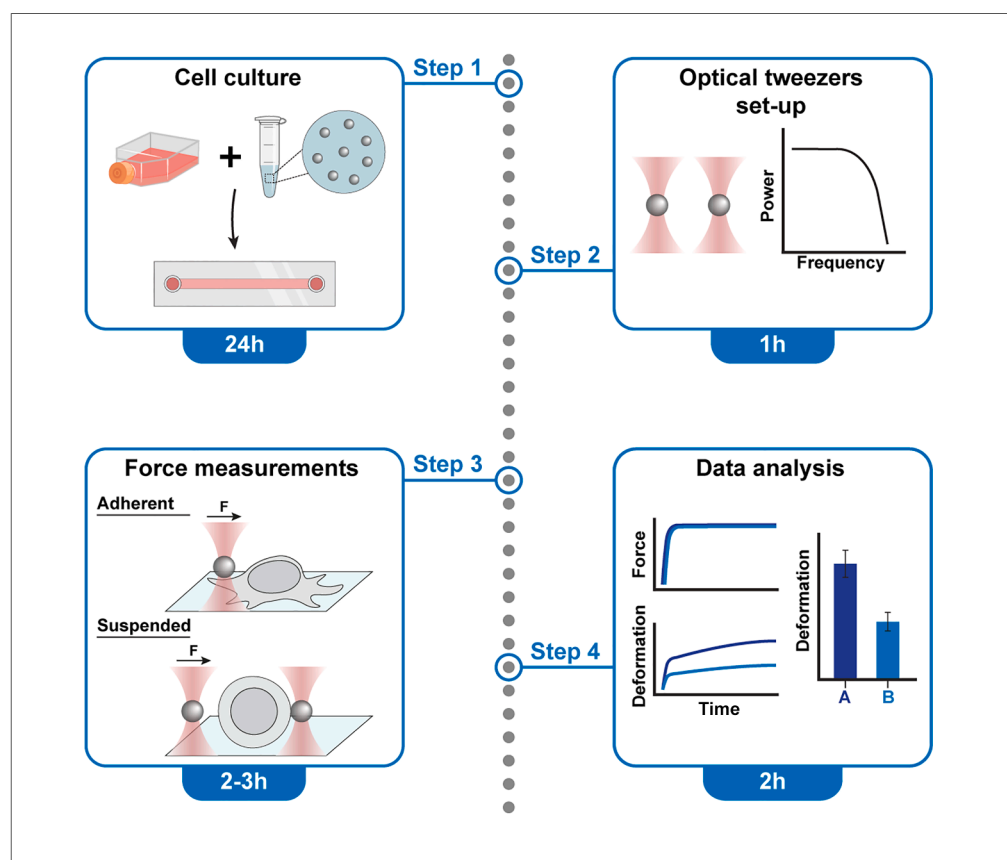 Step 1
Cell culture
+
24h
Step 2
Optical tweezers
set-up
Power
Frequency
1h
Step 3
Force measurements
Adherent
F
Suspended
F
2-3h
Step 4
Data analysis
Force
Deformation
Time
Deformation
A
B
2h